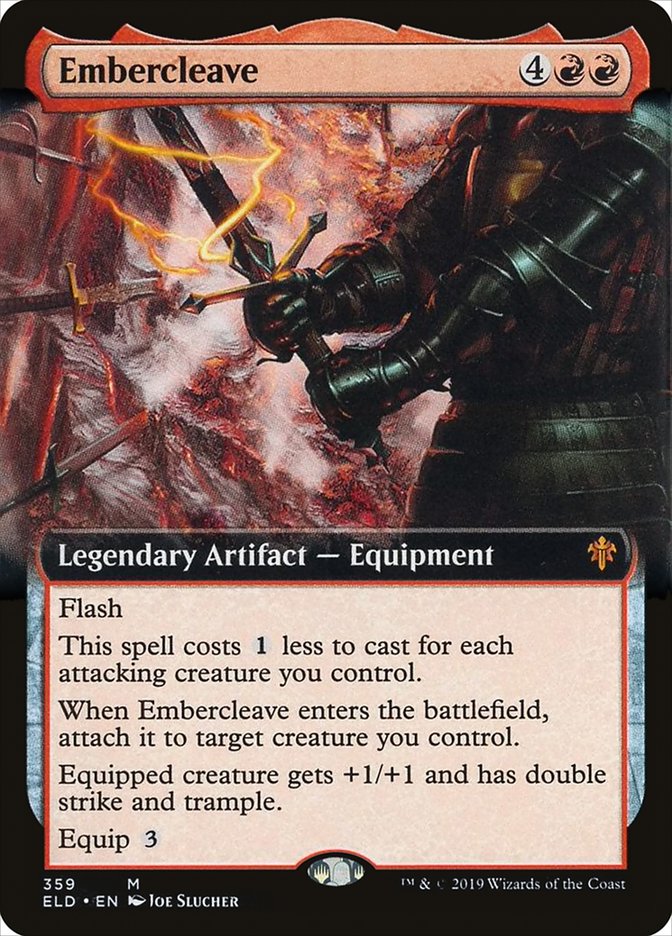 Embercleave 4
Legendary Artifact — Equipment
Flash
This spell costs 1 less to cast for each
attacking creature you control.
When Embercleave enters the battlefield,
attach it to target creature you control.
Equipped creature gets +1/+1 and has double
strike and trample.
Equip 3
359 M
ELD • EN Joe Slucher
™ & © 2019 Wizards of the Coast